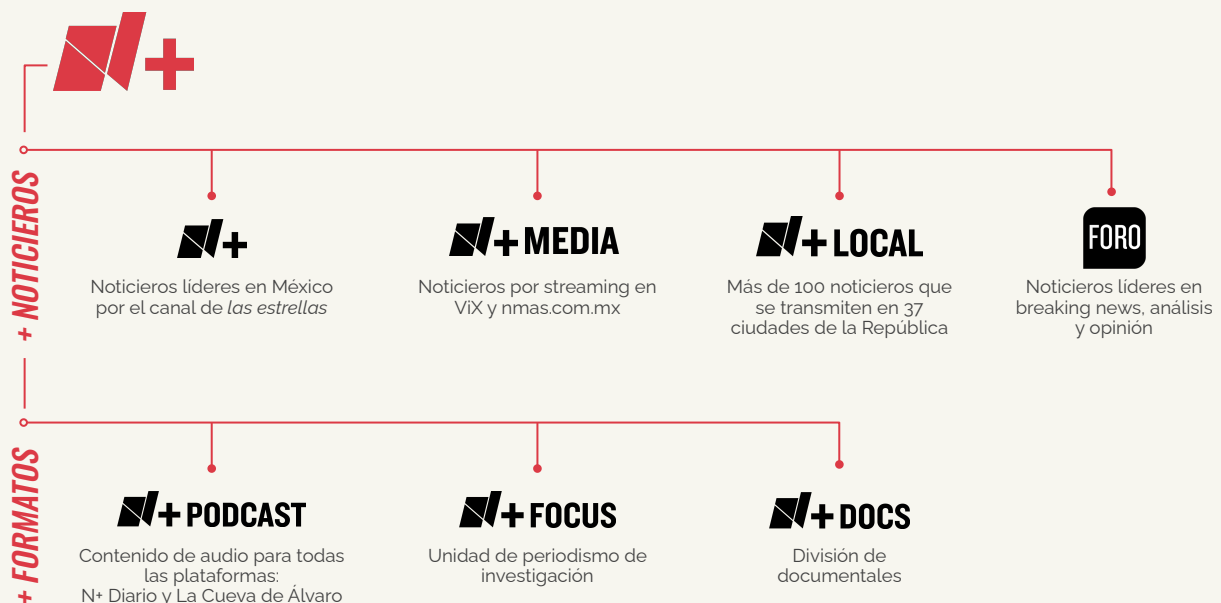 N+
+ NOTICIEROS
N+
Noticieros líderes en México
por el canal de las estrellas
N+ MEDIA
Noticieros por streaming en
ViX y nmas.com.mx
N+ LOCAL
Más de 100 noticieros que
se transmiten en 37
ciudades de la República
FORO
Noticieros líderes en
breaking news, análisis
y opinión
+ FORMATOS
N+ PODCAST
Contenido de audio para todas
las plataformas:
N+ Diario y La Cueva de Álvaro
N+ FOCUS
Unidad de periodismo de
investigación
N+ DOCS
División de
documentales